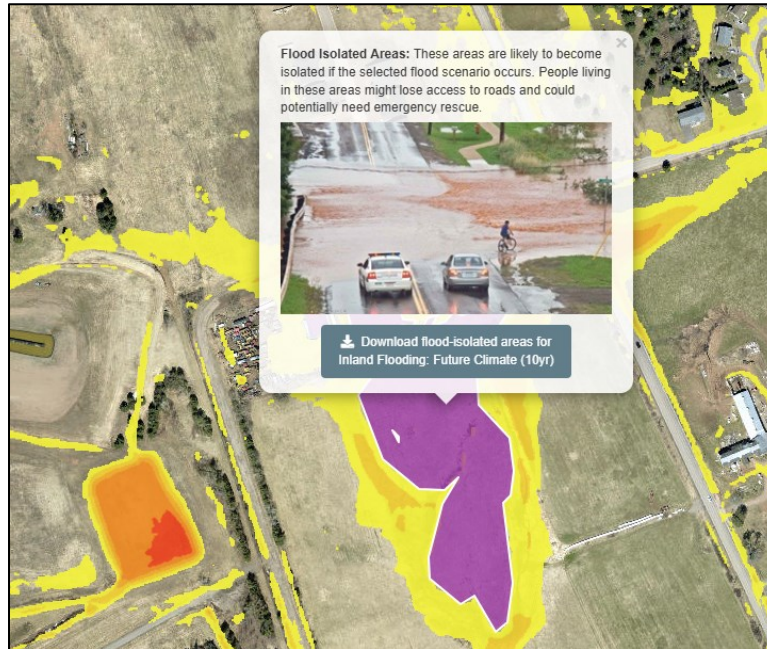 Flood Isolated Areas: These areas are likely to become
isolated if the selected flood scenario occurs. People living
in these areas might lose access to roads and could
potentially need emergency rescue.
Download flood-isolated areas for
Inland Flooding: Future Climate (10yr)